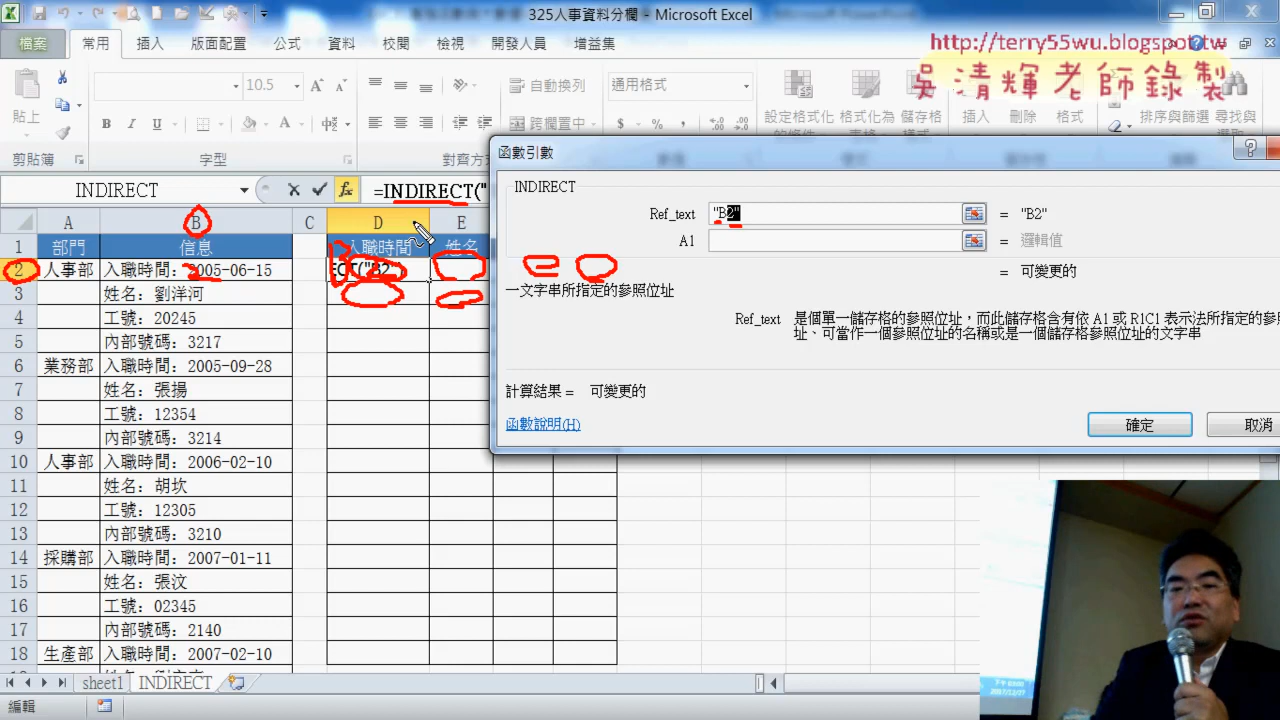 325人事資料分欄 - Microsoft Excel
檔案 常用 插入 版面配置 公式 資料 校閱 檢視 開發人員 增益集
http://terry55wu.blogspot.tw
吳清輝老師錄製
貼上
10.5
自動換列
跨欄置中
通用格式
設定格式化 格式化為 儲存格 插入 刪除 格式 排序與篩選 尋找與
剪貼簿 字型 對齊方
INDIRECT
=INDIRECT("
函數引數
INDIRECT
Ref_text "B2" = "B2"
A1 = 邏輯值
= 可變更的
一文字串所指定的參照位址
Ref_text 是個單一儲存格的參照位址，而此儲存格含有依 A1 或 R1C1 表示法所指定的參
址、可當作一個參照位址的名稱或是一個儲存格參照位址的文字串
計算結果 = 可變更的
函數說明(H)
確定 取消
A B C D E
1 部門 信息 入職時間 姓名
2 人事部 入職時間：2005-06-15 ECT("B2")
3 姓名：劉洋河
4 工號：20245
5 內部號碼：3217
6 業務部 入職時間：2005-09-28
7 姓名：張揚
8 工號：12354
9 內部號碼：3214
10 人事部 入職時間：2006-02-10
11 姓名：胡坎
12 工號：12305
13 內部號碼：3210
14 採購部 入職時間：2007-01-11
15 姓名：張汶
16 工號：02345
17 內部號碼：2140
18 生產部 入職時間：2007-02-10
sheet1 INDIRECT
編輯